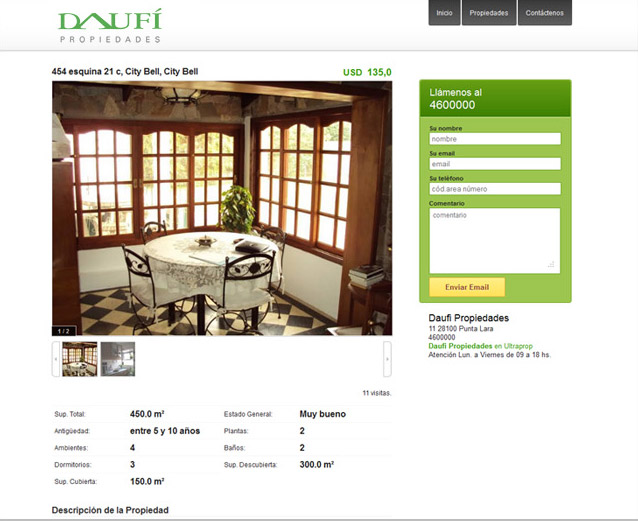 DAUFÍ
PROPIEDADES
Inicio
Propiedades
Contáctenos
454 esquina 21 c, City Bell, City Bell
USD 135,0
1 / 2
11 visitas.
Sup. Total: 450.0 m² Estado General: Muy bueno
Antigüedad: entre 5 y 10 años Plantas: 2
Ambientes: 4 Baños: 2
Dormitorios: 3 Sup. Descubierta: 300.0 m²
Sup. Cubierta: 150.0 m²
Descripción de la Propiedad
Llámenos al
4600000
Su nombre
nombre
Su email
email
Su teléfono
cód.area número
Comentario
comentario
Enviar Email
Daufi Propiedades
11 28100 Punta Lara
4600000
Daufi Propiedades en Ultraprop
Atención Lun. a Viernes de 09 a 18 hs.